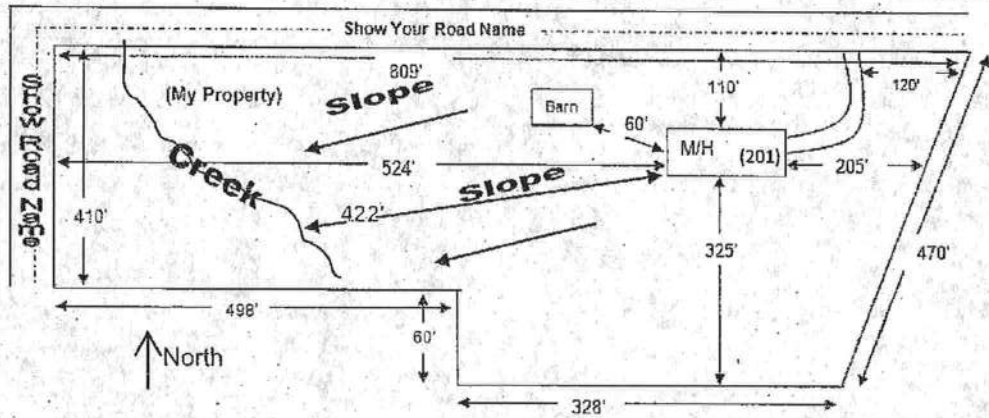 Show Your Road Name
Show Road Name
809'
(My Property)
Slope
110'
120'
Barn
60'
M/H
(201)
Creek
524'
205'
Slope
422'
410'
325'
470'
498'
60'
North
328'